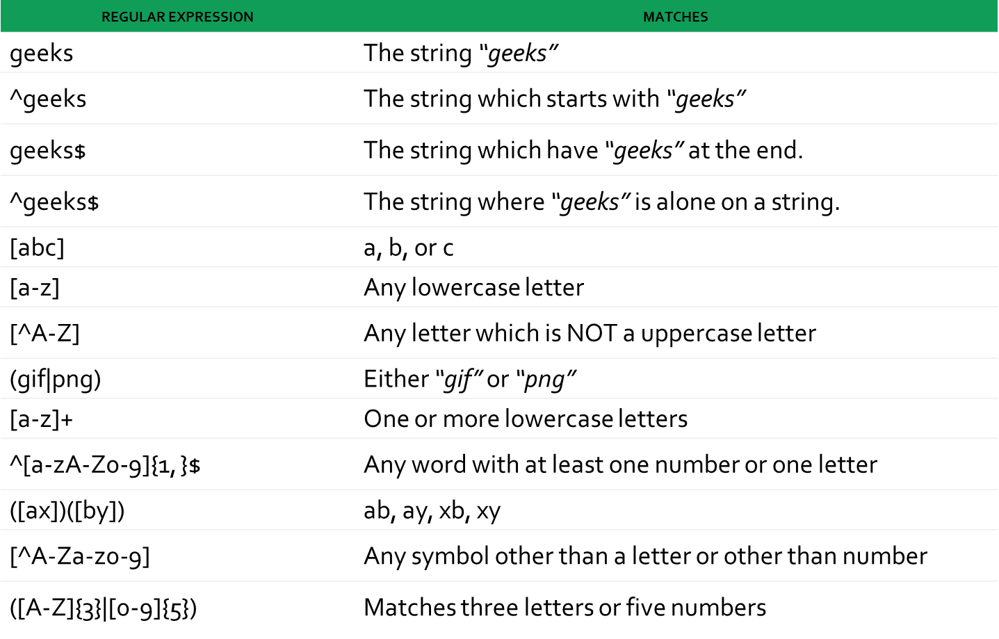 REGULAR EXPRESSION MATCHES
geeks The string “geeks”
^geeks The string which starts with “geeks”
geeks$ The string which have “geeks” at the end.
^geeks$ The string where “geeks” is alone on a string.
[abc] a, b, or c
[a-z] Any lowercase letter
[^A-Z] Any letter which is NOT a uppercase letter
(gif|png) Either “gif” or “png”
[a-z]+ One or more lowercase letters
^[a-zA-Z0-9]{1, }$ Any word with at least one number or one letter
([ax])([by]) ab, ay, xb, xy
[^A-Za-z0-9] Any symbol other than a letter or other than number
([A-Z]{3}|[0-9]{5}) Matches three letters or five numbers